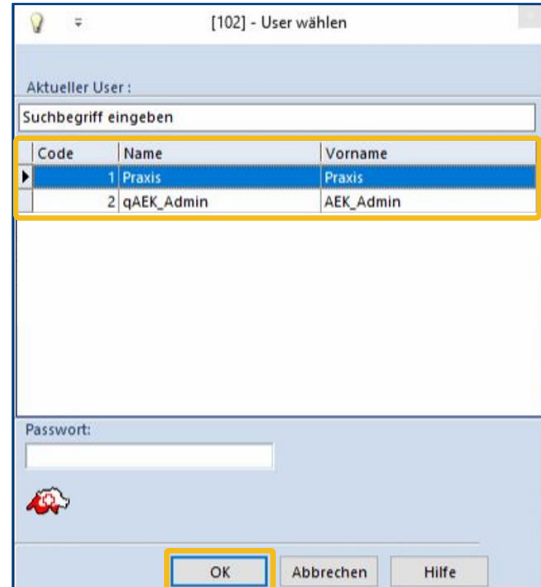 [102] - User wählen
Aktueller User :
Suchbegriff eingeben
Code Name Vorname
1 Praxis Praxis
2 qAEK_Admin AEK_Admin
Passwort:
OK Abbrechen Hilfe